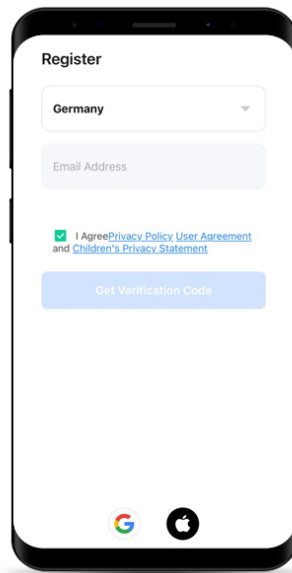 Register
Germany
Email Address
I AgreePrivacy Policy User Agreement
and Children's Privacy Statement
Get Verification Code